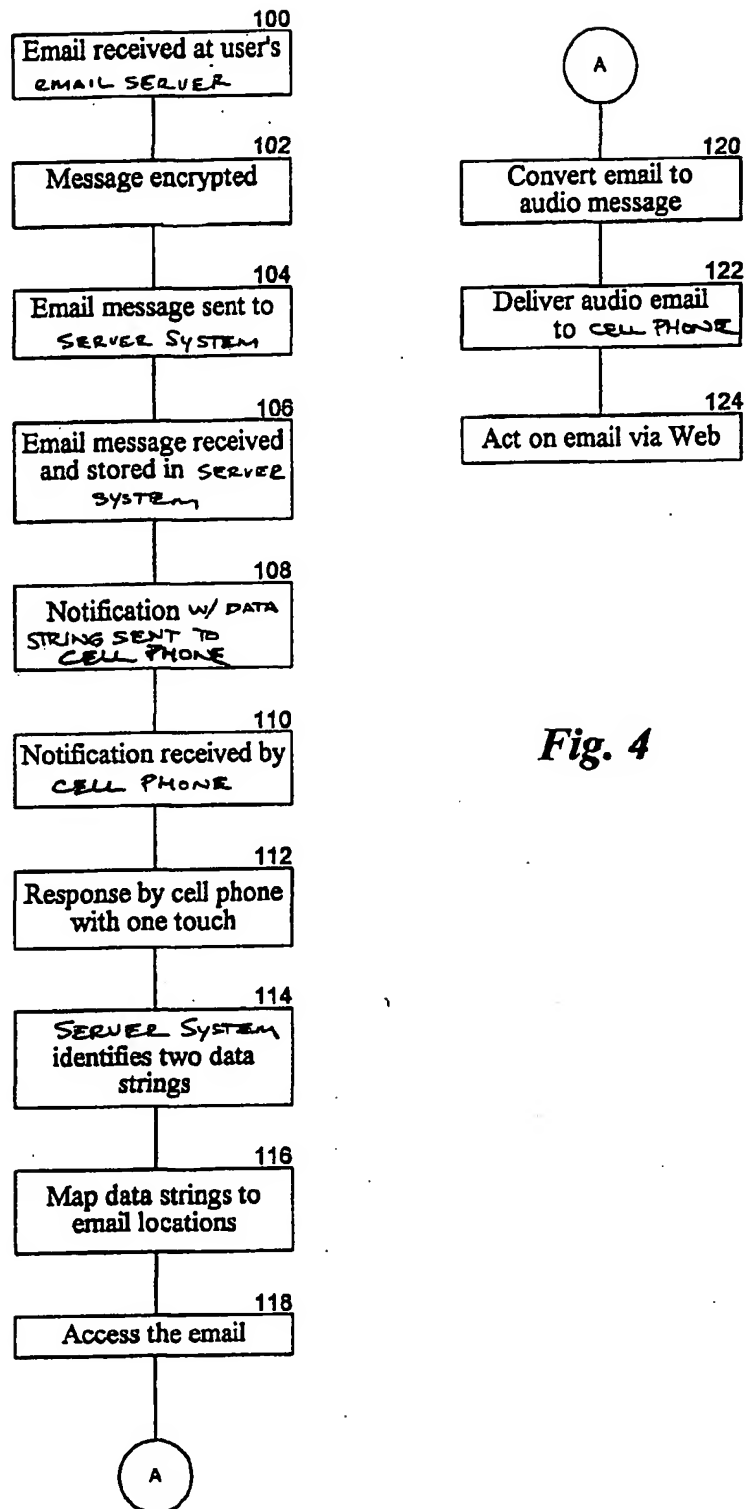 100
Email received at user's
EMAIL SERVER
102
Message encrypted
104
Email message sent to
SERVER SYSTEM
106
Email message received
and stored in SERVER
SYSTEM
108
Notification W/ DATA
STRING SENT TO
CELL PHONE
110
Notification received by
CELL PHONE
112
Response by cell phone
with one touch
114
SERVER SYSTEM
identifies two data
strings
116
Map data strings to
email locations
118
Access the email
A
A
120
Convert email to
audio message
122
Deliver audio email
to CELL PHONE
124
Act on email via Web
Fig. 4